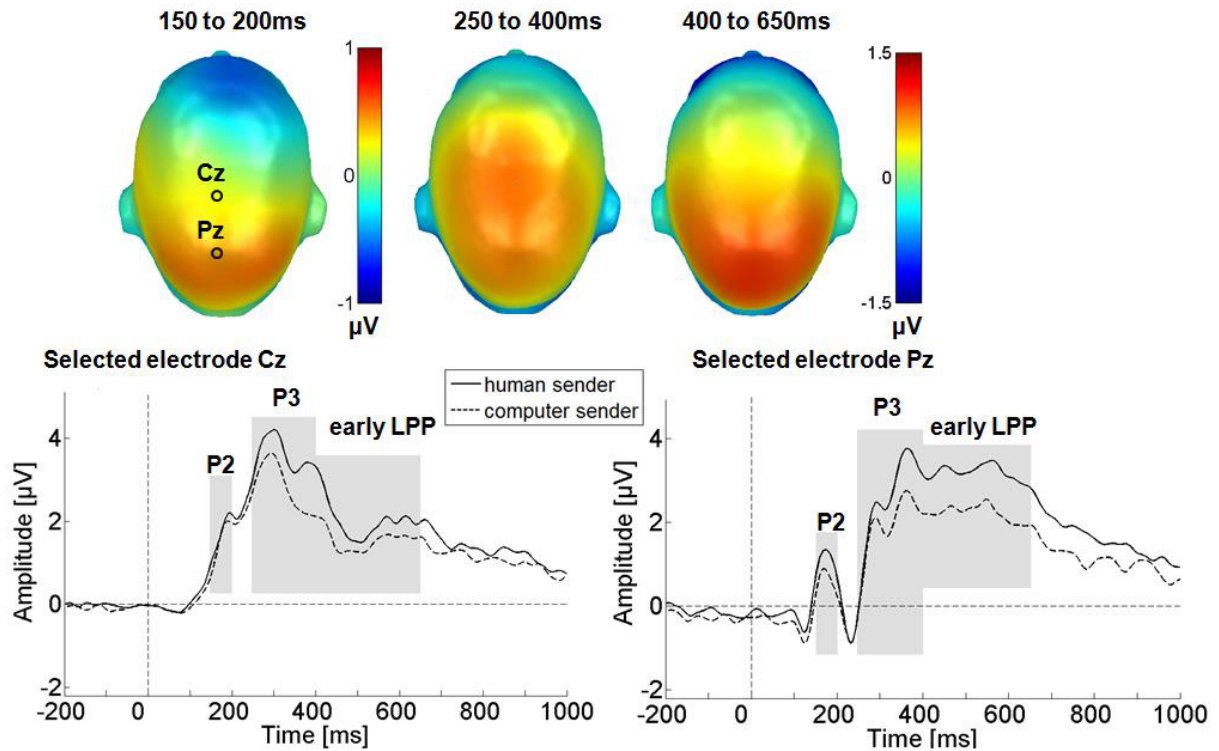 150 to 200ms
250 to 400ms
400 to 650ms
1
0
-1
µV
1.5
0
-1.5
µV
Cz
Pz
Selected electrode Cz
Selected electrode Pz
human sender
computer sender
P2
P3
early LPP
Amplitude [µV]
4
2
0
-2
-200
0
200
400
600
800
1000
Time [ms]
P2
P3
early LPP
Amplitude [µV]
4
2
0
-2
-200
0
200
400
600
800
1000
Time [ms]